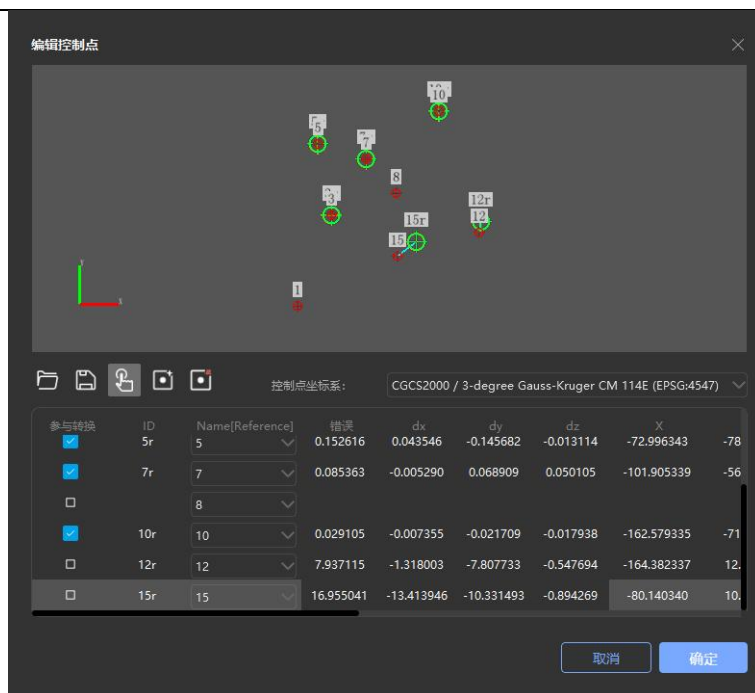 编辑控制点
10
5
7
8
3
12r
15r
12
15
Y
1
X
控制点坐标系: CGCS2000 / 3-degree Gauss-Kruger CM 114E (EPSG:4547)
参与转换 ID Name[Reference] 错误 dx dy dz X
5r 5 0.152616 0.043546 -0.145682 -0.013114 -72.996343 -78
7r 7 0.085363 -0.005290 0.068909 0.050105 -101.905339 -56
8
10r 10 0.029105 -0.007355 -0.021709 -0.017938 -162.579335 -71
12r 12 7.937115 -1.318003 -7.807733 -0.547694 -164.382337 12.
15r 15 16.955041 -13.413946 -10.331493 -0.894269 -80.140340 10.
取消 确定